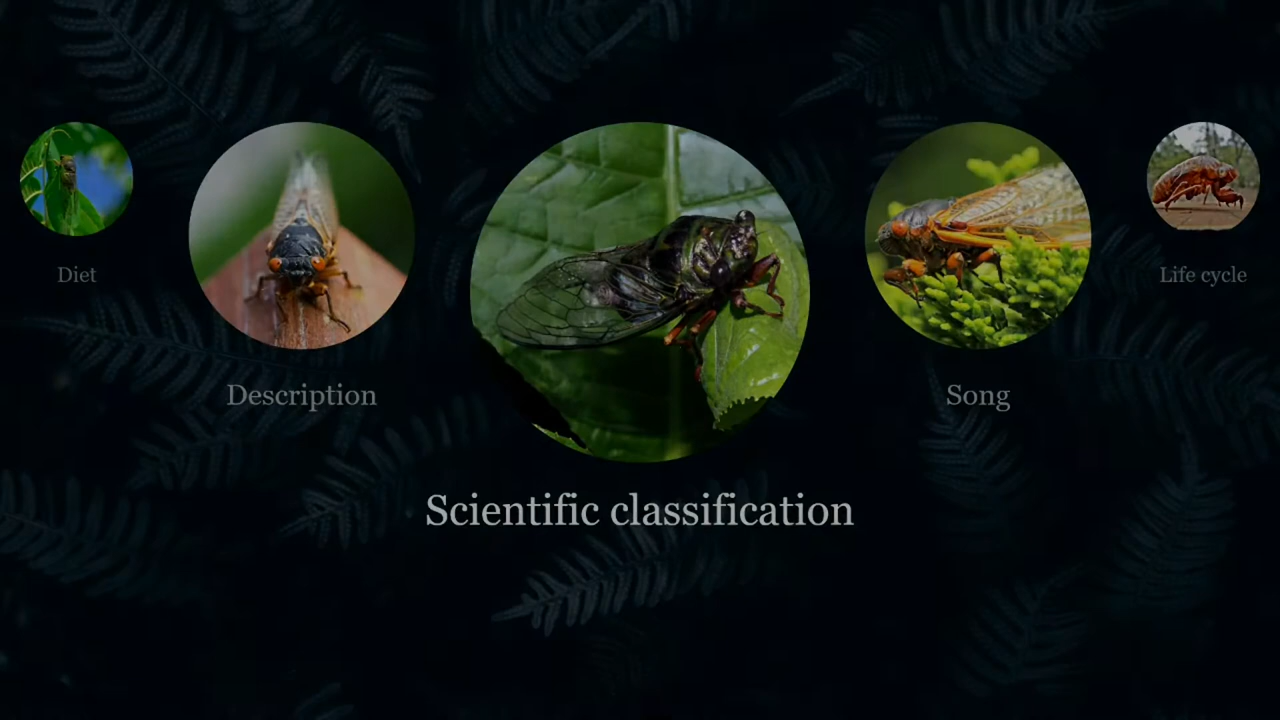 Diet
Description
Scientific classification
Song
Life cycle